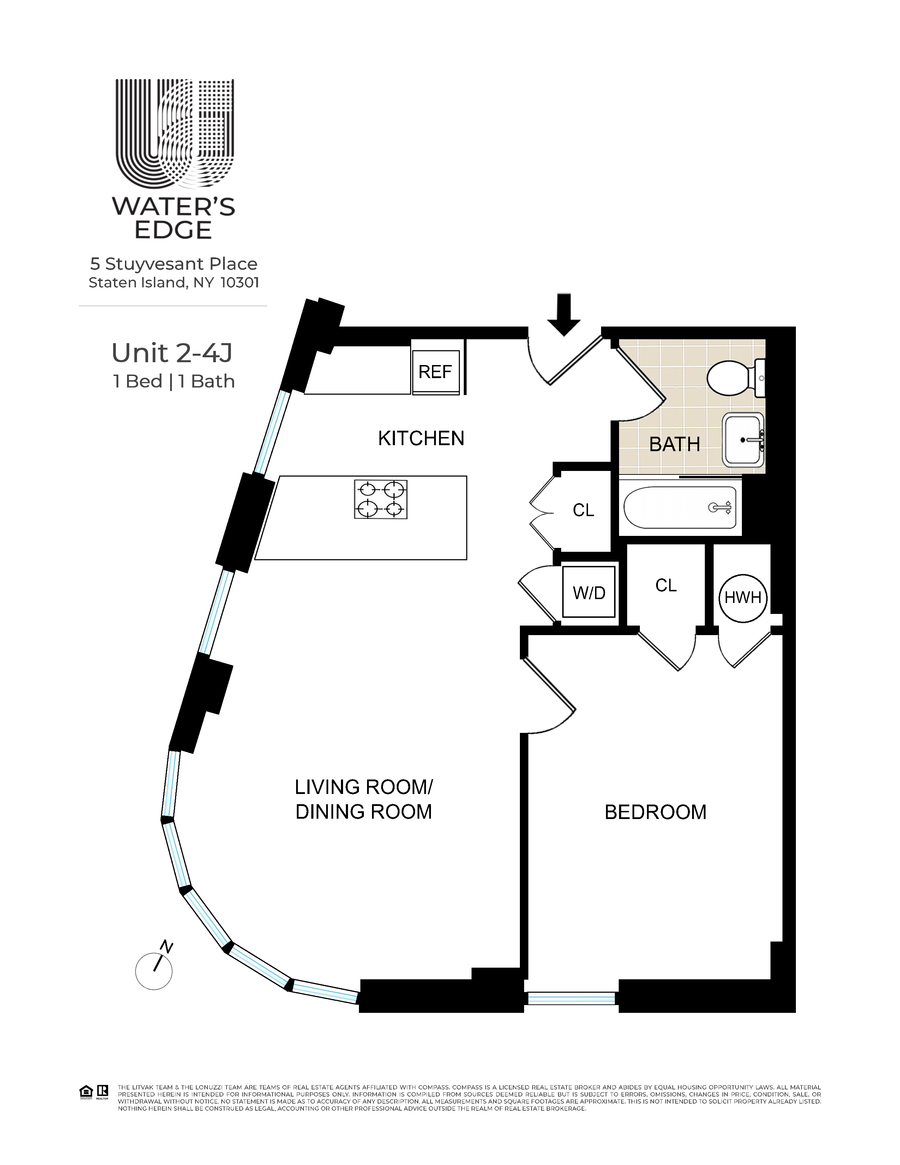 WATER'S
EDGE
5 Stuyvesant Place
Staten Island, NY 10301
Unit 2-4J
1 Bed | 1 Bath
REF
KITCHEN
BATH
CL
W/D
CL
HWH
LIVING ROOM/
DINING ROOM
BEDROOM
N
THE LITVAK TEAM & THE LONUZZI TEAM ARE TEAMS OF REAL ESTATE AGENTS AFFILIATED WITH COMPASS. COMPASS IS A LICENSED REAL ESTATE BROKER AND ABIDES BY EQUAL HOUSING OPPORTUNITY LAWS. ALL MATERIAL
PRESENTED HEREIN IS INTENDED FOR INFORMATIONAL PURPOSES ONLY. INFORMATION IS COMPILED FROM SOURCES DEEMED RELIABLE BUT IS SUBJECT TO ERRORS, OMISSIONS, CHANGES IN PRICE, CONDITION, SALE, OR
WITHDRAWAL WITHOUT NOTICE. NO STATEMENT IS MADE AS TO ACCURACY OF ANY DESCRIPTION. ALL MEASUREMENTS AND SQUARE FOOTAGES ARE APPROXIMATE. THIS IS NOT INTENDED TO SOLICIT PROPERTY ALREADY LISTED.
NOTHING HEREIN SHALL BE CONSTRUED AS LEGAL, ACCOUNTING OR OTHER PROFESSIONAL ADVICE OUTSIDE THE REALM OF REAL ESTATE BROKERAGE.